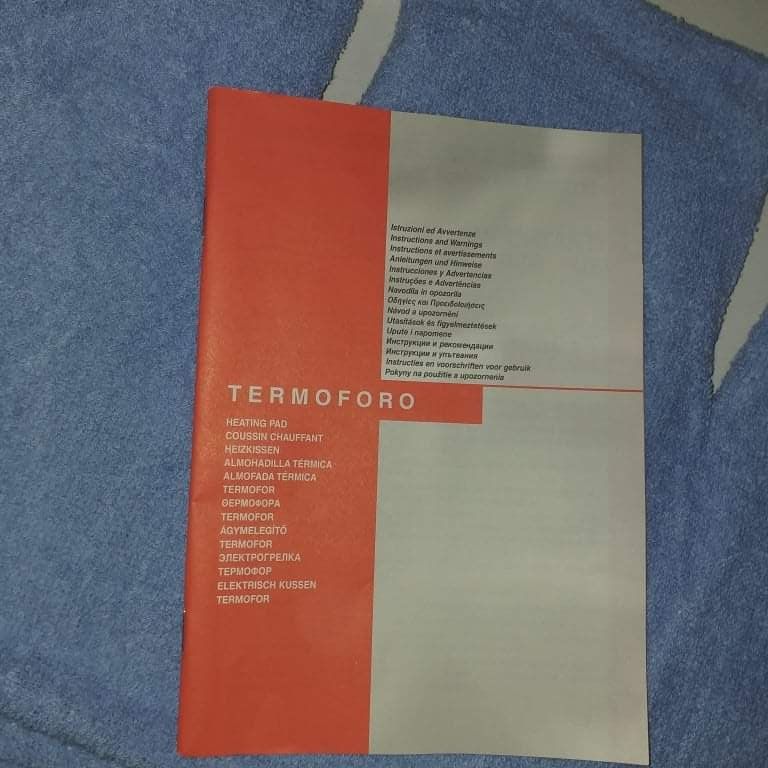 Istruzioni ed Avvertenze
Instructions and Warnings
Instructions et avertissements
Anleitungen und Hinweise
Instrucciones y Advertencias
Instruções e Advertências
Navodila in opozorila
Οδηγίες και Προειδοποιήσεις
Návod a upozornění
Utasítások és figyelmeztetések
Upute i napomene
Инструкции и рекомендации
Инструкции и упътвания
Instructies en voorschriften voor gebruik
Pokyny na použitie a upozornenia
TERMOFORO
HEATING PAD
COUSSIN CHAUFFANT
HEIZKISSEN
ALMOHADILLA TÉRMICA
ALMOFADA TÉRMICA
TERMOFOR
ΘΕΡΜΟΦΟΡΑ
TERMOFOR
ÁGYMELEGÍTŐ
TERMOFOR
ЭЛЕКТРОГРЕЛКА
ТЕРМОФОР
ELEKTRISCH KUSSEN
TERMOFOR